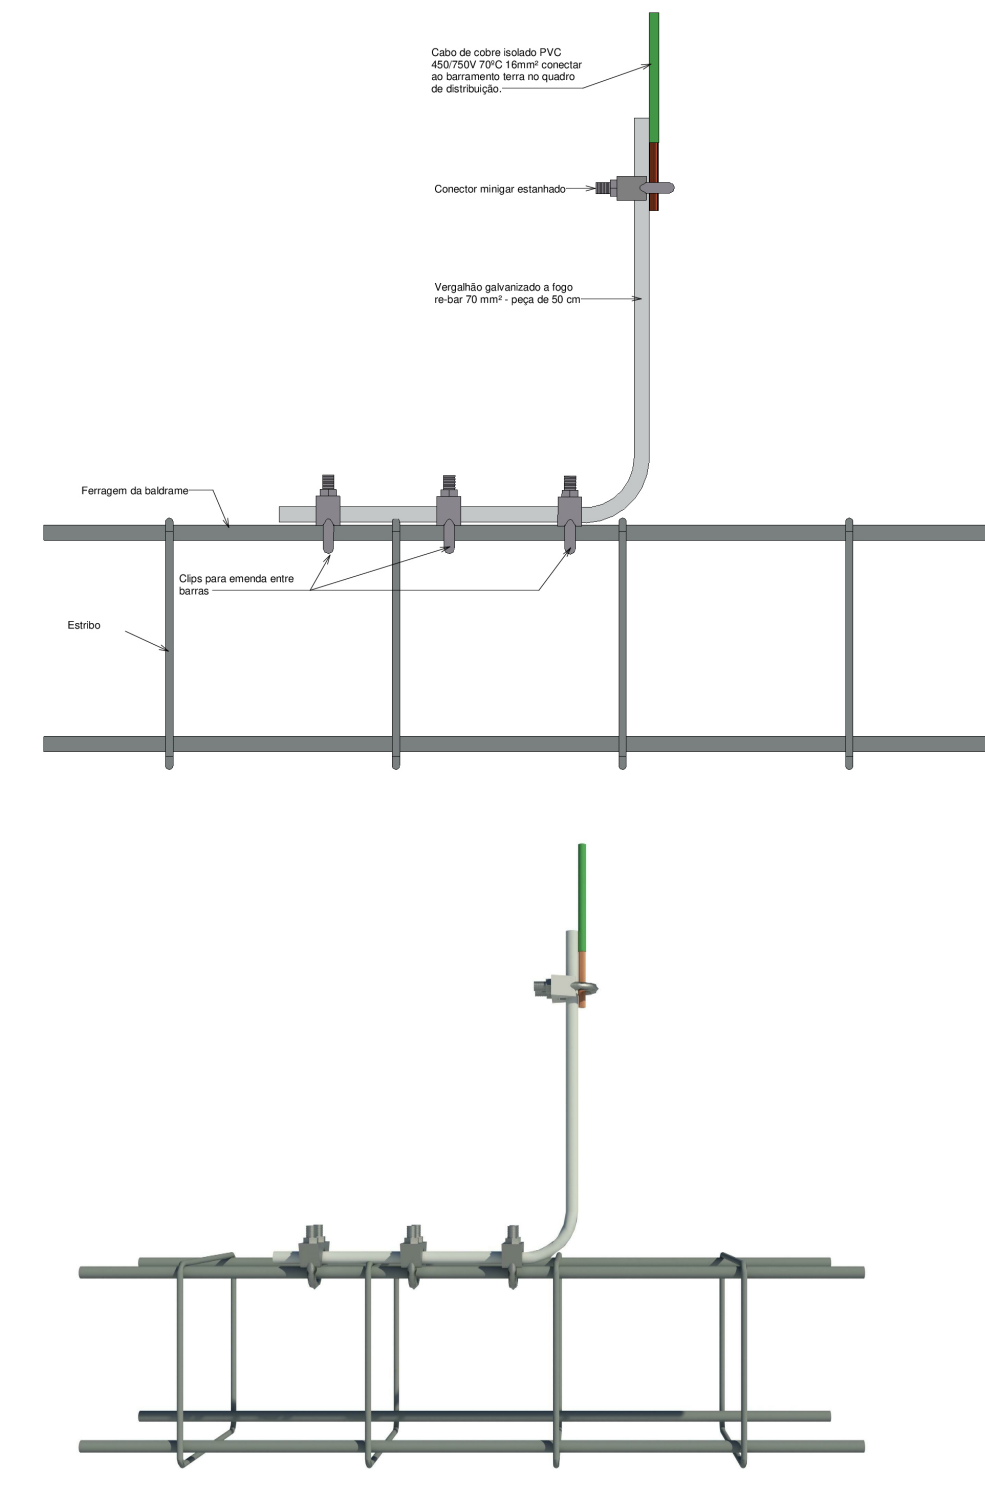 Cabo de cobre isolado PVC
450/750V 70ºC 16mm² conectar
ao barramento terra no quadro
de distribuição.
Conector minigar estanhado
Vergalhão galvanizado a fogo
re-bar 70 mm² - peça de 50 cm
Ferragem da baldrame
Clips para emenda entre
barras
Estribo